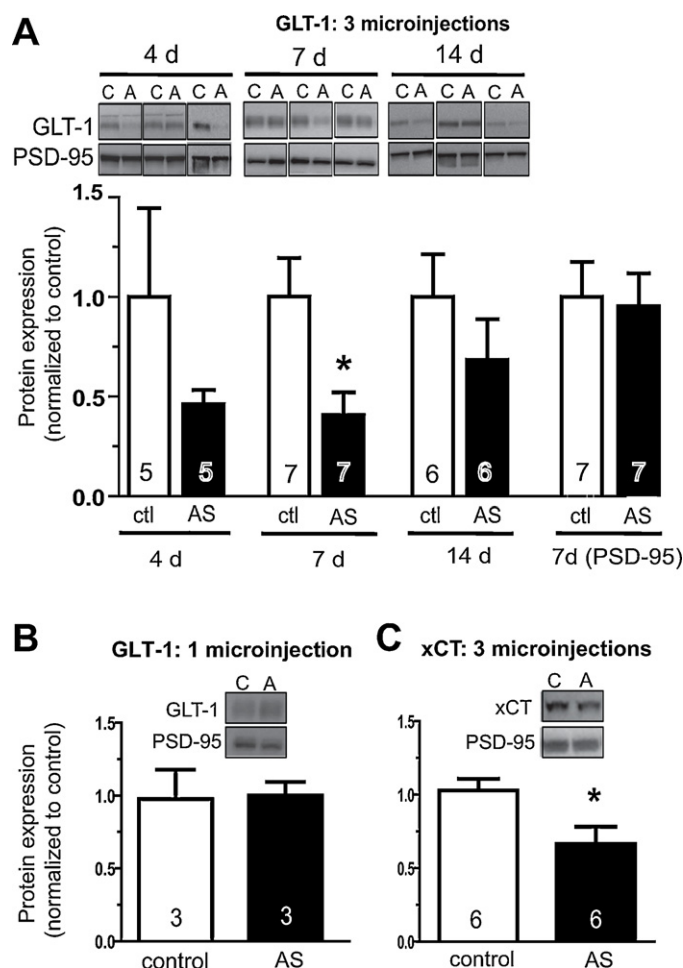 A
GLT-1: 3 microinjections
4 d 7 d 14 d
C A C A C A C A C A C A C A C A C A
GLT-1
PSD-95
Protein expression
(normalized to control)
1.5
1.0
0.5
0.0
*
5 5 7 7 6 6 7 7
ctl AS ctl AS ctl AS ctl AS
4 d 7 d 14 d 7d (PSD-95)
B
GLT-1: 1 microinjection
C A
GLT-1
PSD-95
Protein expression
(normalized to control)
1.5
1.0
0.5
0.0
3 3
control AS
C
xCT: 3 microinjections
C A
xCT
PSD-95
1.5
1.0
0.5
0.0
*
6 6
control AS